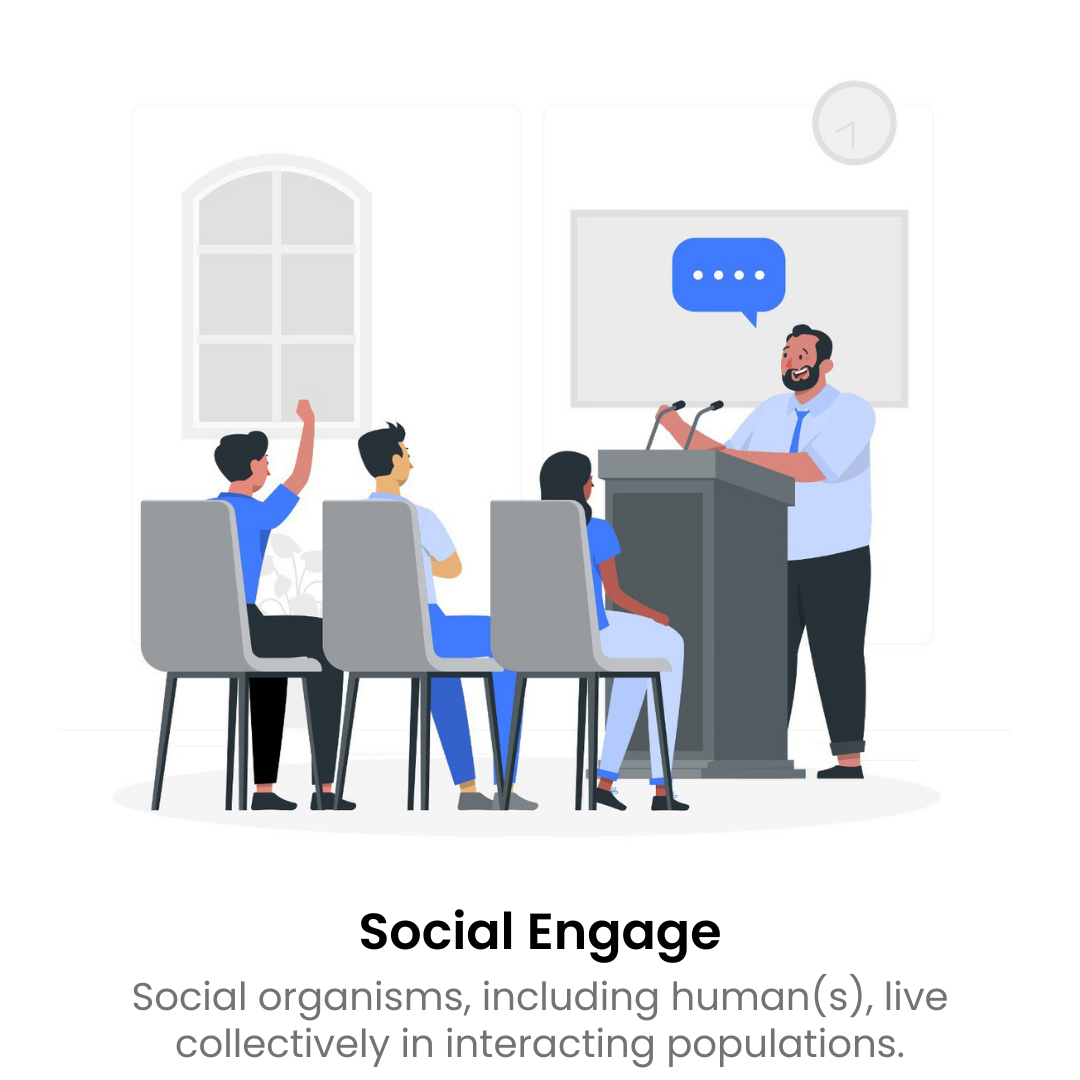 Social Engage
Social organisms, including human(s), live
collectively in interacting populations.